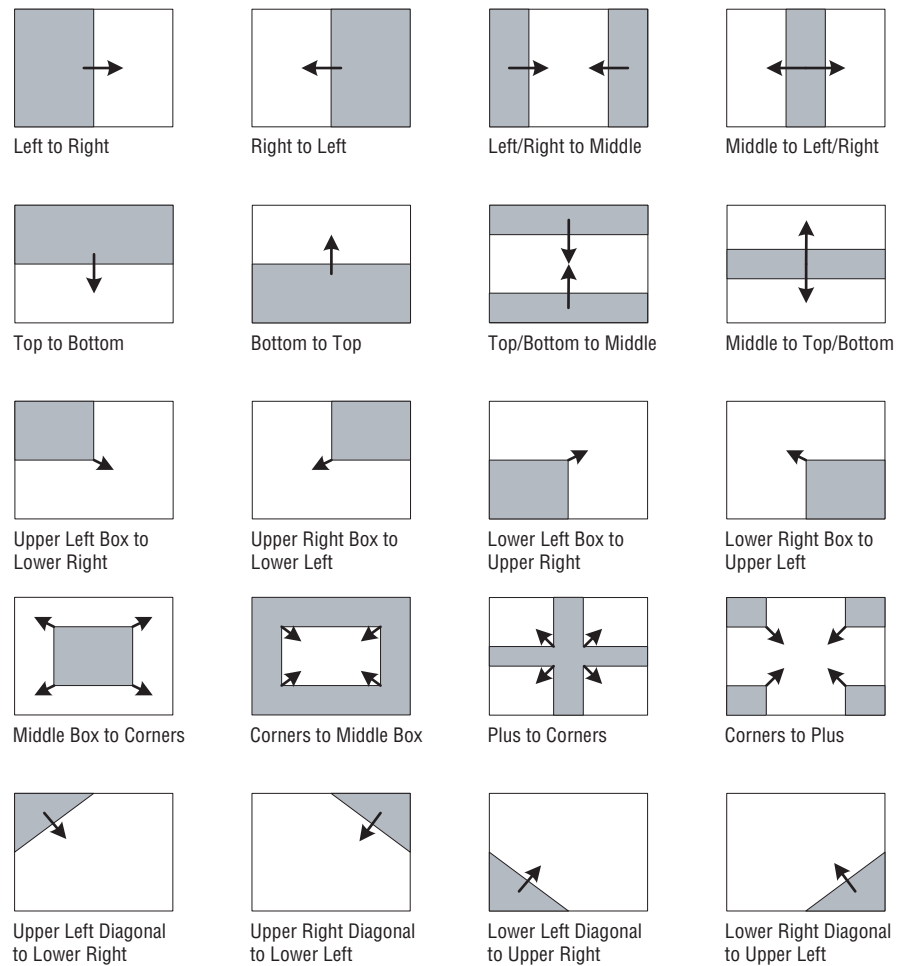 Left to Right
Right to Left
Left/Right to Middle
Middle to Left/Right
Top to Bottom
Bottom to Top
Top/Bottom to Middle
Middle to Top/Bottom
Upper Left Box to
Lower Right
Upper Right Box to
Lower Left
Lower Left Box to
Upper Right
Lower Right Box to
Upper Left
Middle Box to Corners
Corners to Middle Box
Plus to Corners
Corners to Plus
Upper Left Diagonal
to Lower Right
Upper Right Diagonal
to Lower Left
Lower Left Diagonal
to Upper Right
Lower Right Diagonal
to Upper Left